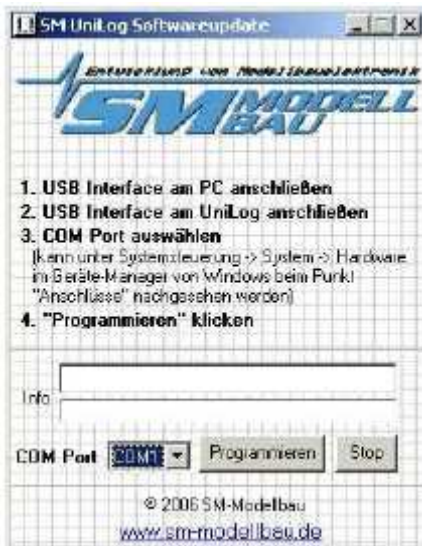 SM UniLog Softwareupdate
Entwicklung von Modellbauelektronik
SM MODELL
BAU
1. USB Interface am PC anschließen
2. USB Interface am UniLog anschließen
3. COM Port auswählen
(kann unter Systemsteuerung -> System -> Hardware
im Geräte-Manager von Windows beim Punkt
"Anschlüsse" nachgesehen werden)
4. "Programmieren" klicken
Info
COM Port COM1 Programmieren Stop
© 2006 SM-Modellbau
www.sm-modellbau.de